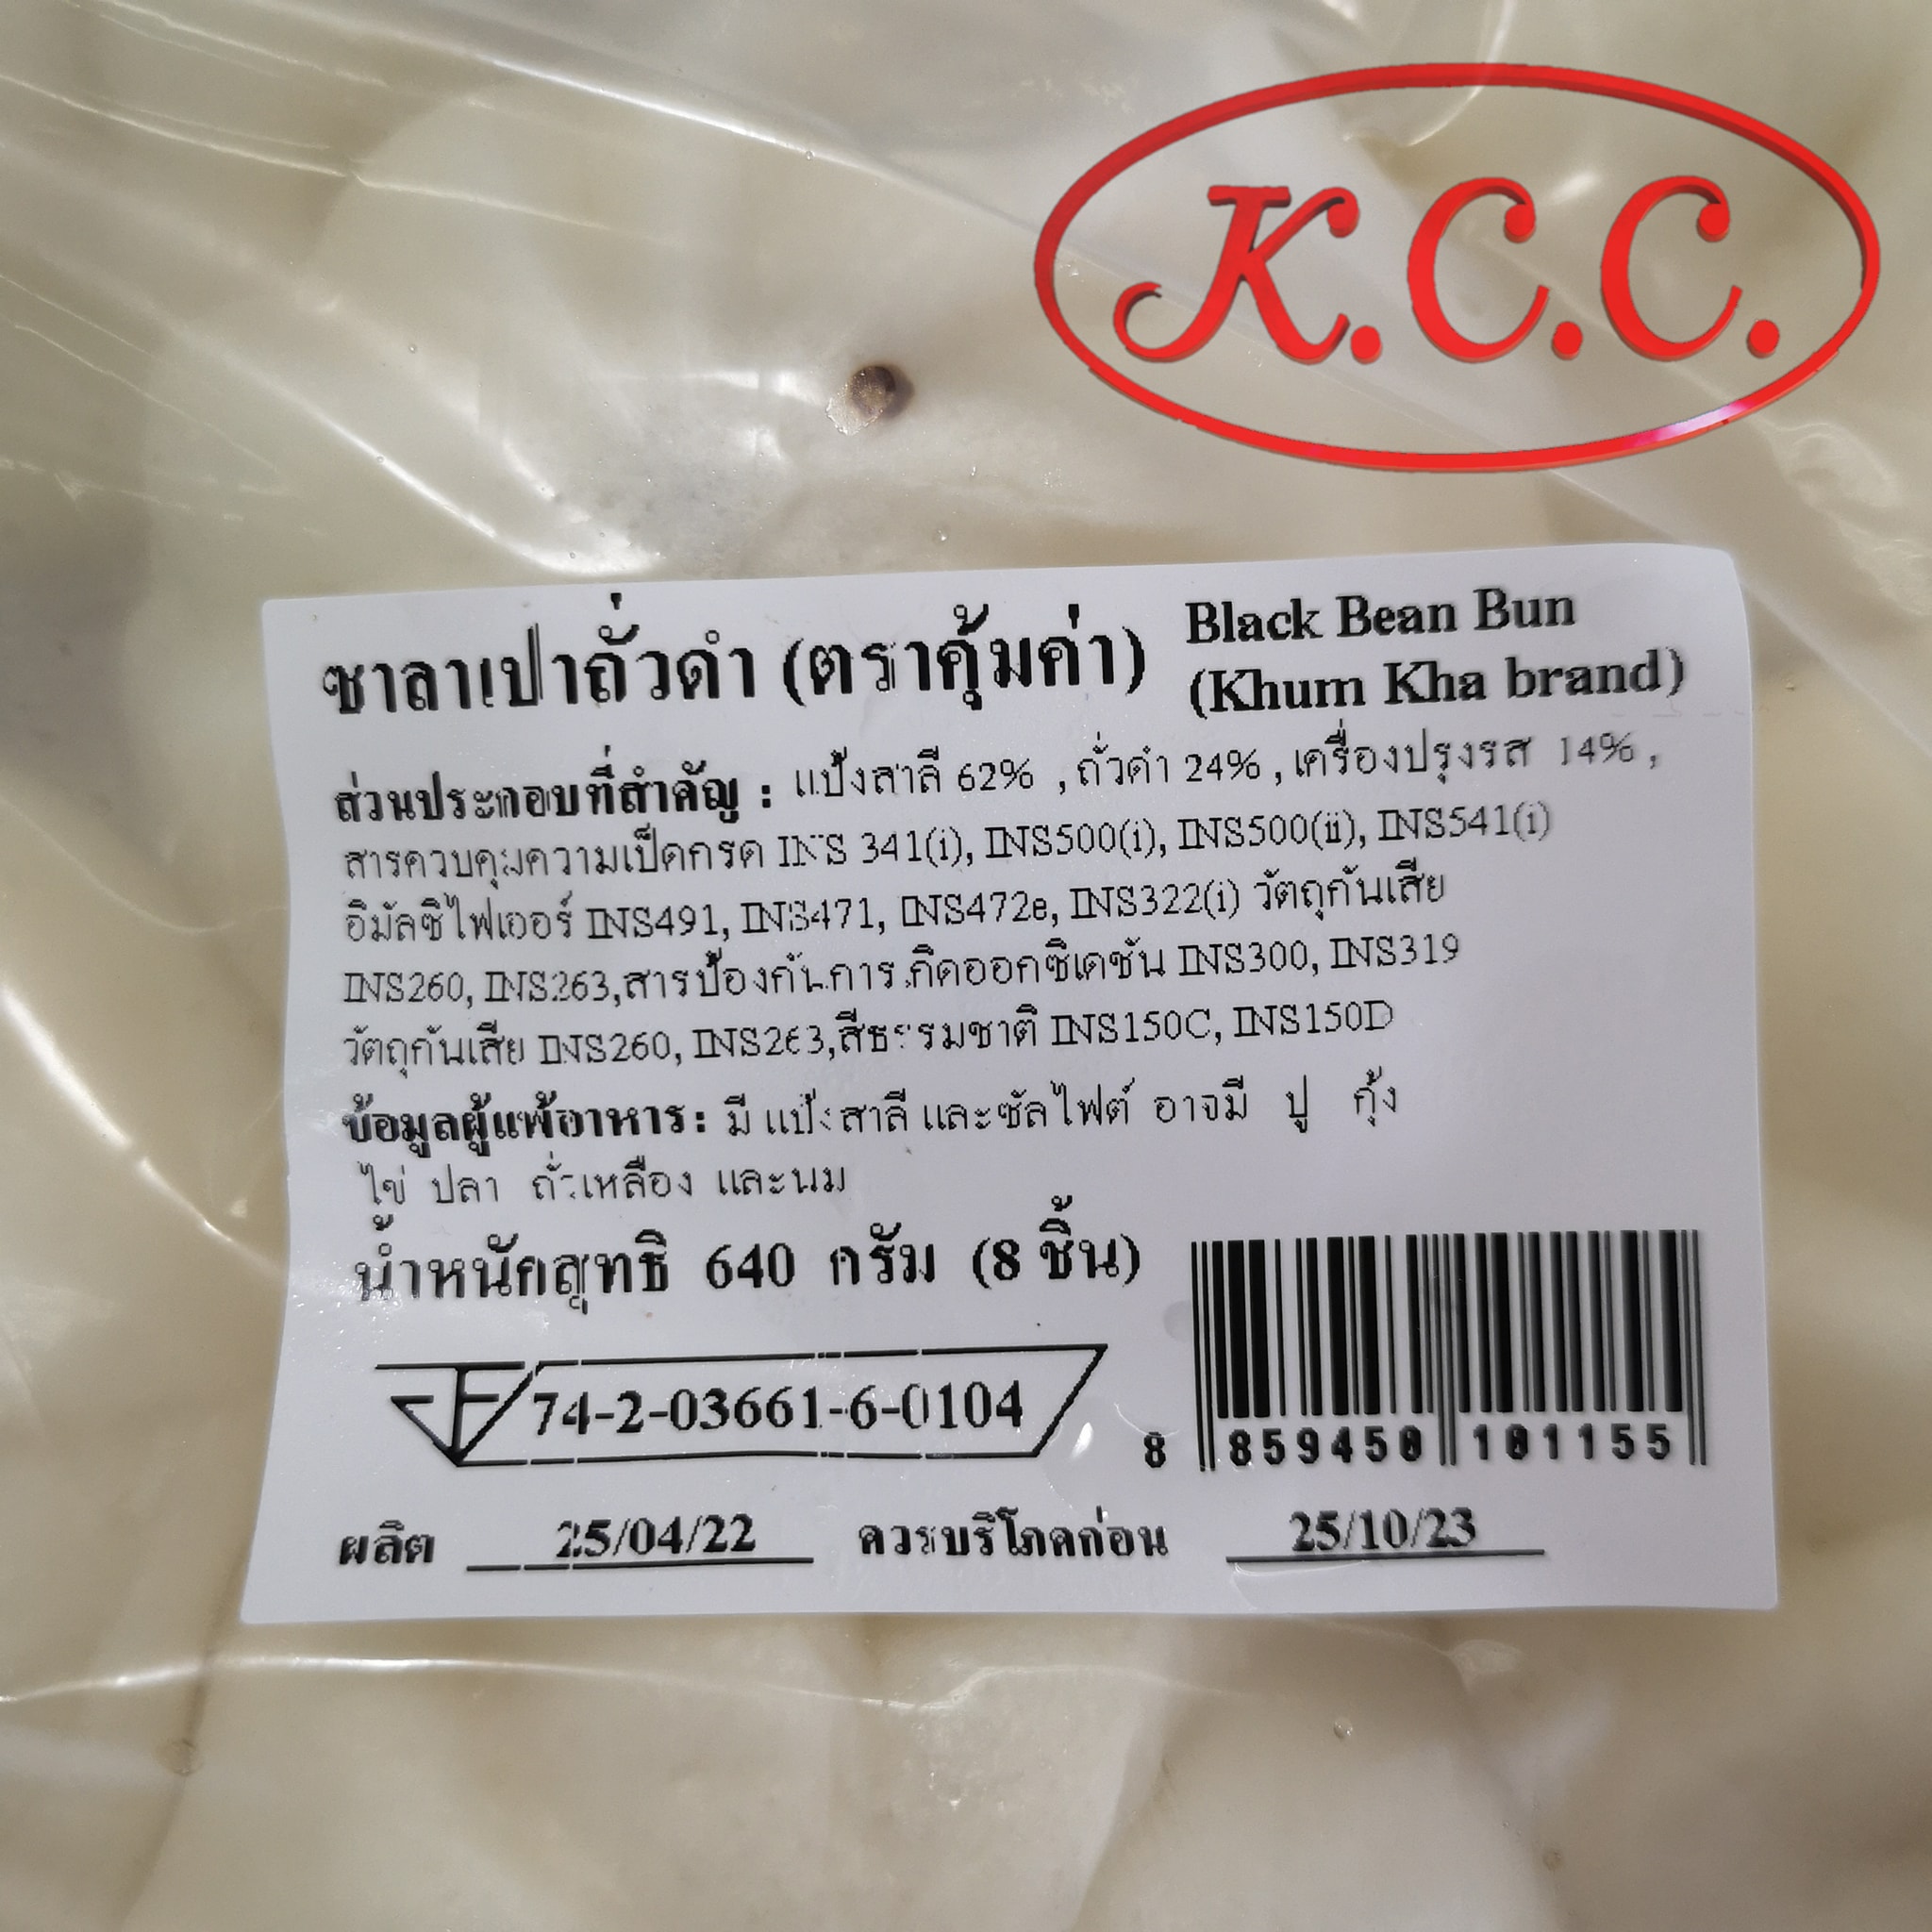 K.C.C.
ซาลาเปาถั่วดำ (ตราคุ้มค่า)
Black Bean Bun
(Khum Kha brand)
ส่วนประกอบที่สำคัญ : แป้งสาลี 62% , ถั่วดำ 24% , เครื่องปรุงรส 14% ,
สารควบคุมความเป็ดกรด INS 341(i), INS500(i), INS500(ii), INS541(i)
อิมัลซิไฟเออร์ INS491, INS471, INS472e, INS322(i) วัตถุกันเสีย
INS260, INS263,สารป้องกันการเกิดออกซิเดชัน INS300, INS319
วัตถุกันเสีย INS260, INS263,สีธรรมชาติ INS150C, INS150D
ข้อมูลผู้แพ้อาหาร: มี แป้งสาลี และซัลไฟต์ อาจมี ปู กุ้ง
ไข่ ปลา ถั่วเหลือง และนม
น้ำหนักสุทธิ 640 กรัม (8 ชิ้น)
74-2-03661-6-0104
8 859450 101155
ผลิต 25/04/22 ควรบริโภคก่อน 25/10/23